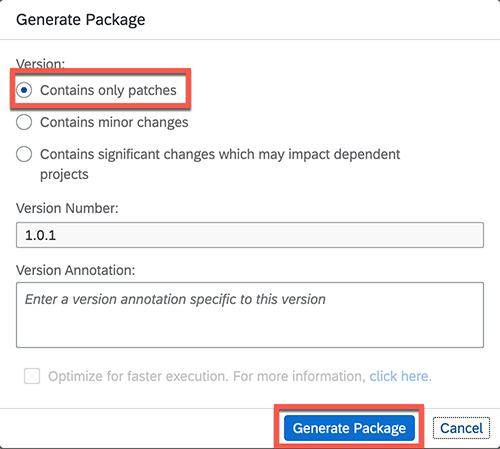 Generate Package
Version:
Contains only patches
Contains minor changes
Contains significant changes which may impact dependent
projects
Version Number:
1.0.1
Version Annotation:
Enter a version annotation specific to this version
Optimize for faster execution. For more information, click here.
Generate Package Cancel